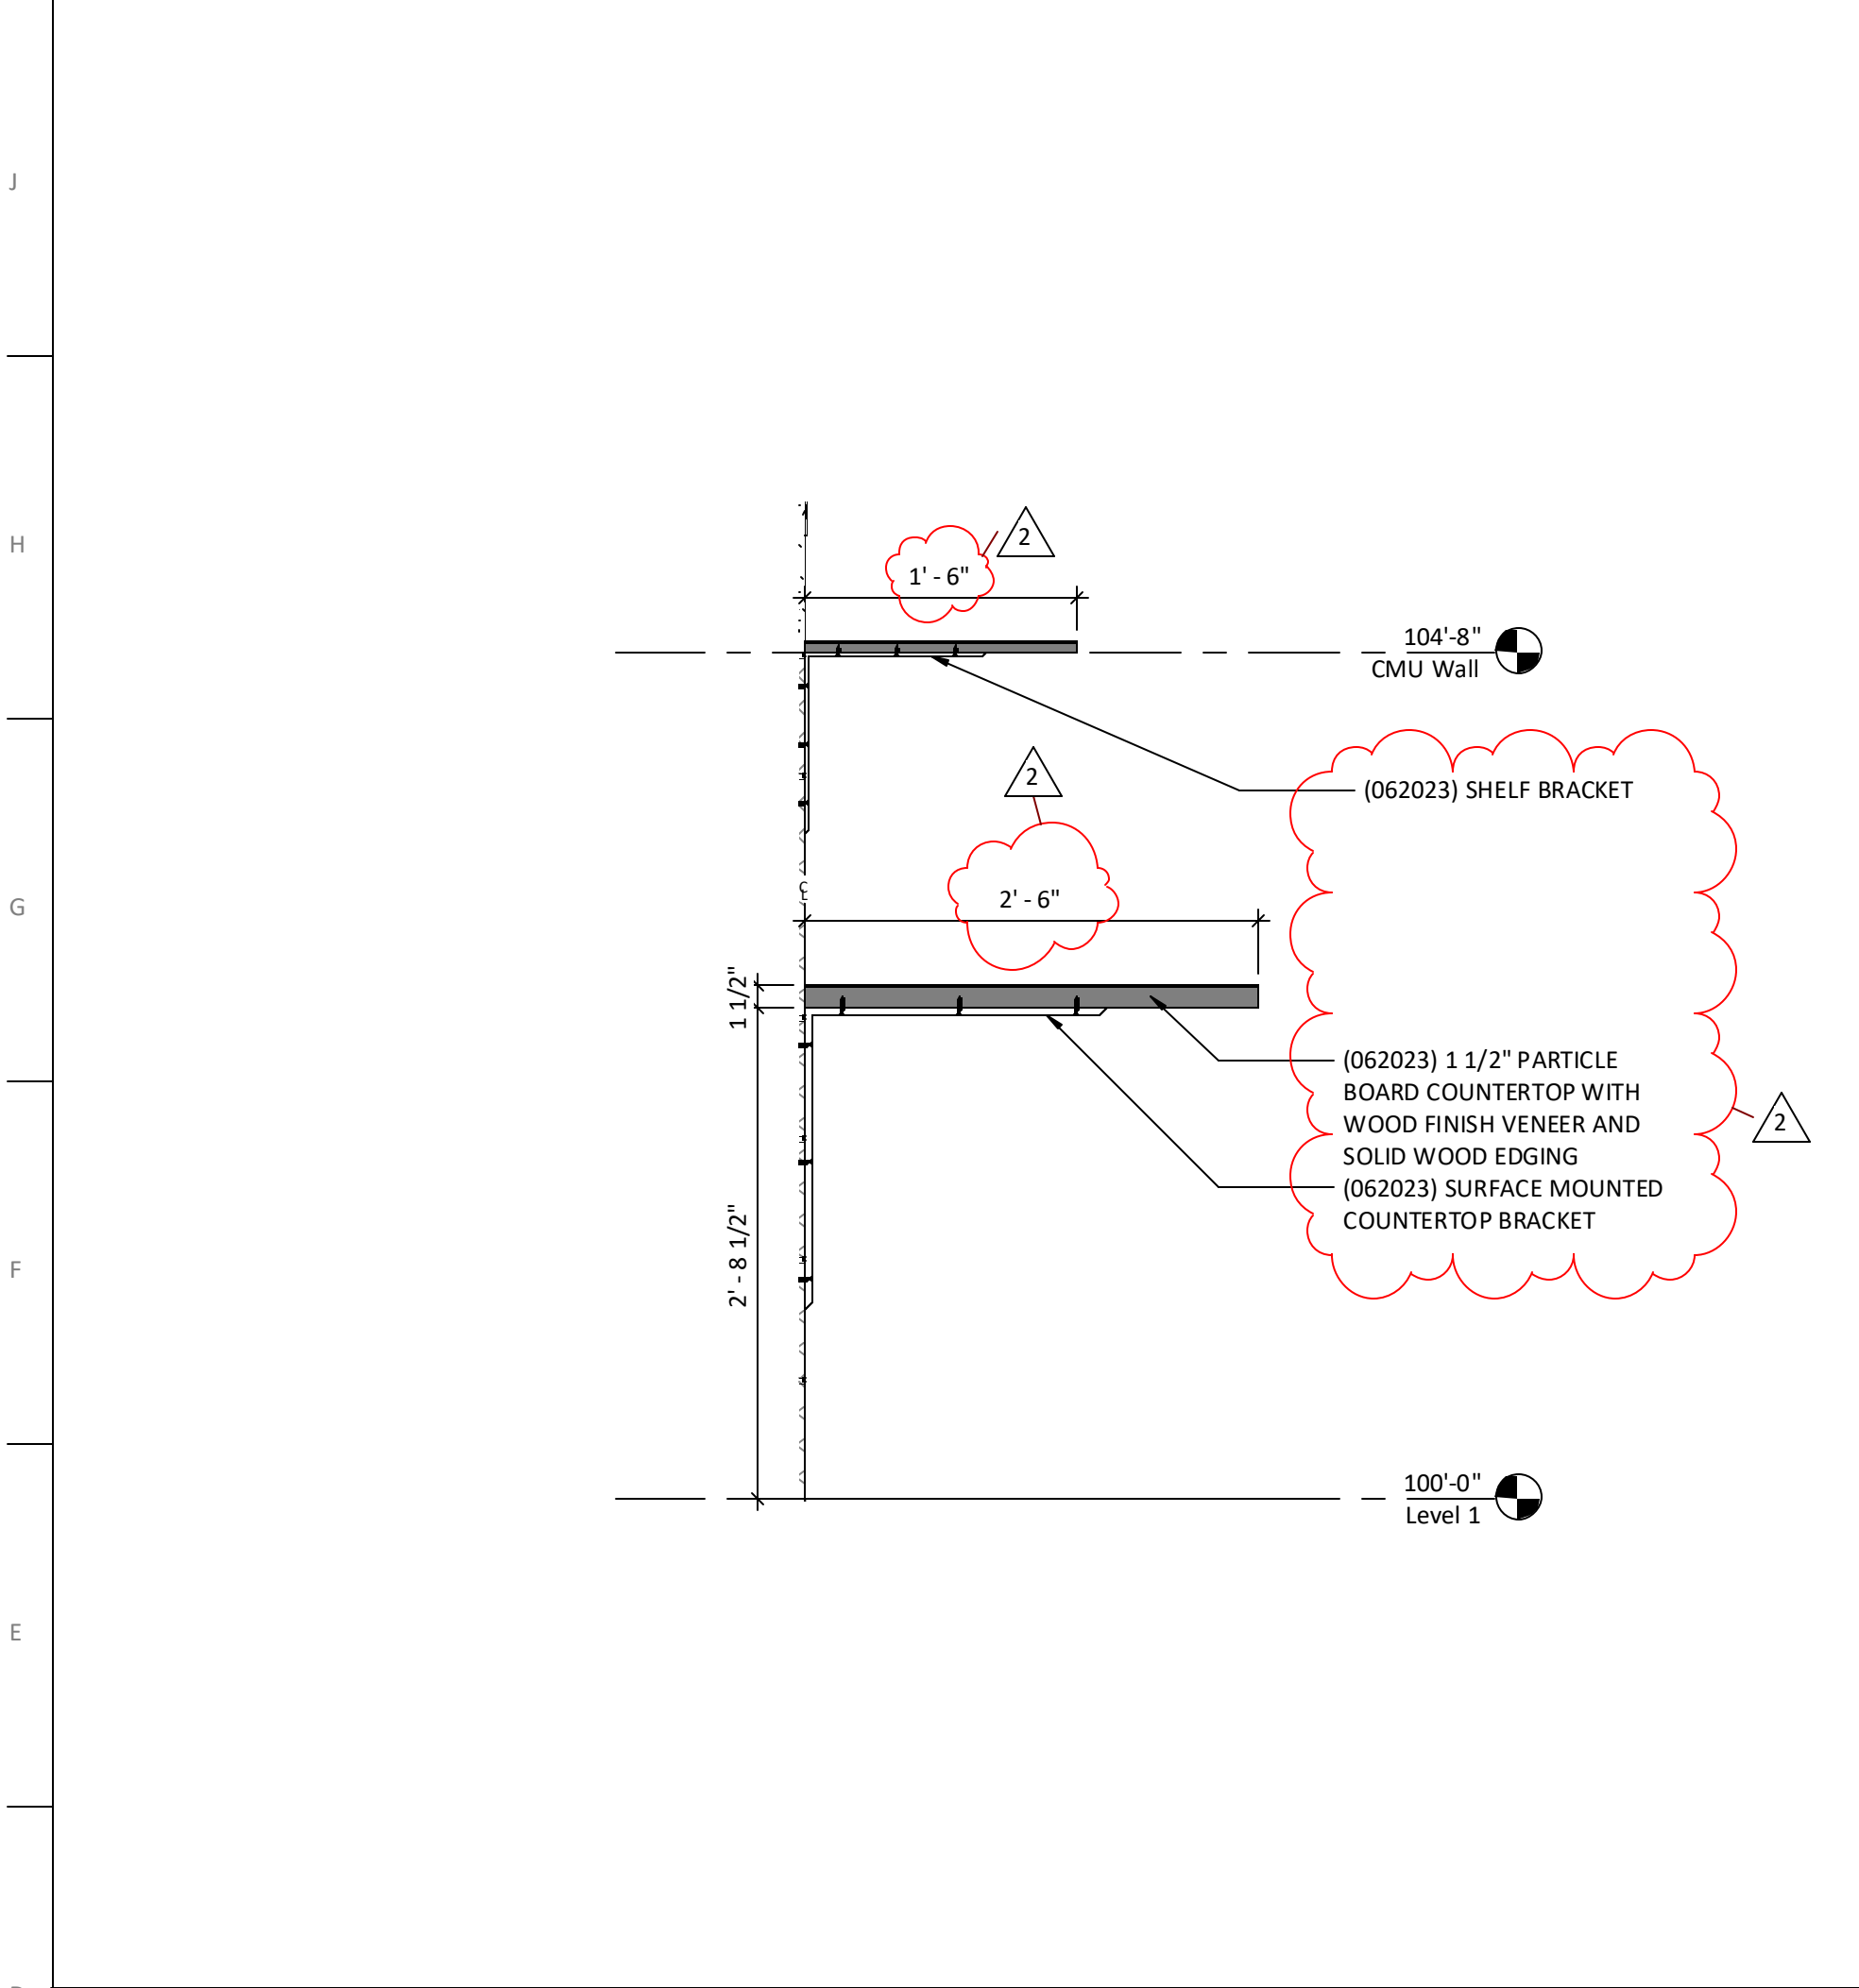 J
H
G
F
E
2
1' - 6"
104'-8"
CMU Wall
(062023) SHELF BRACKET
2
2' - 6"
1 1/2"
(062023) 1 1/2" PARTICLE
BOARD COUNTERTOP WITH
WOOD FINISH VENEER AND
SOLID WOOD EDGING
(062023) SURFACE MOUNTED
COUNTERTOP BRACKET
2
2' - 8 1/2"
100'-0"
Level 1